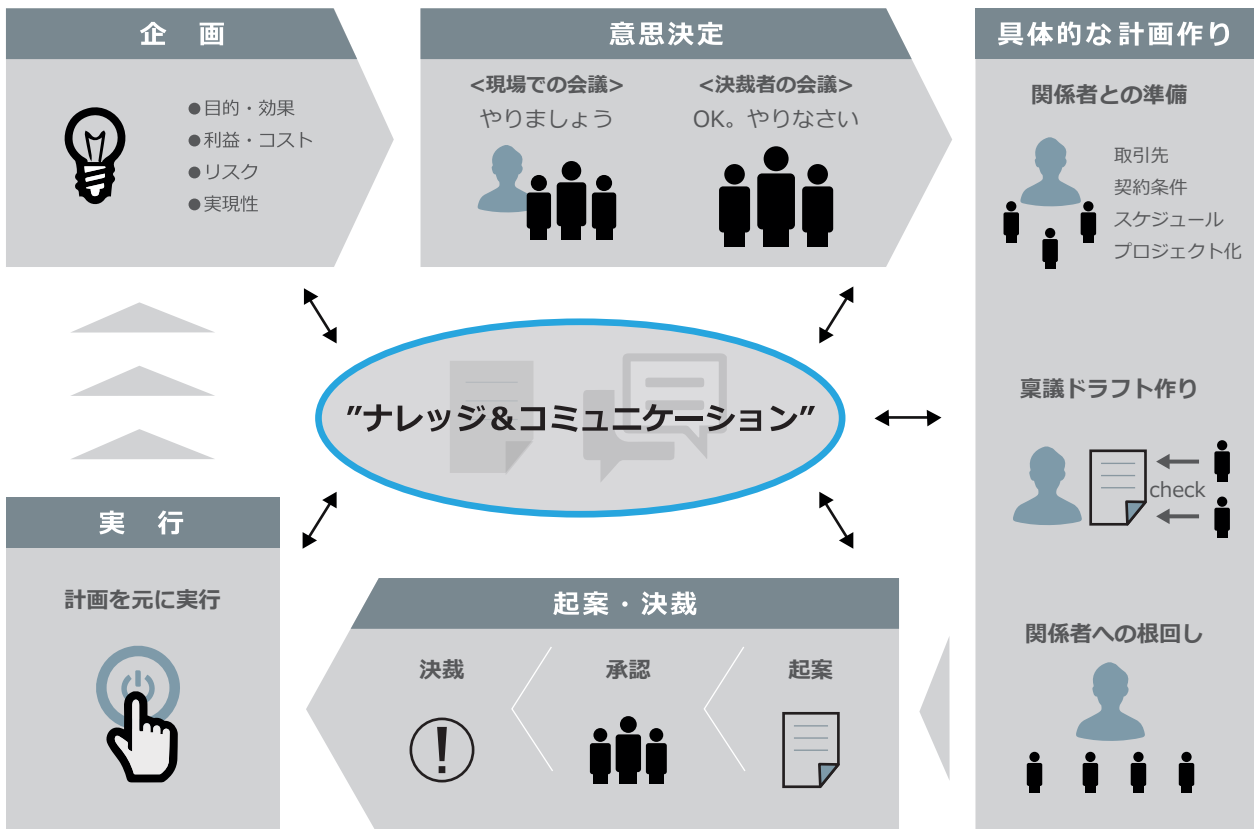 企　画
●目的・効果
●利益・コスト
●リスク
●実現性
意思決定
<現場での会議>
やりましょう
<決裁者の会議>
OK。やりなさい
具体的な計画作り
関係者との準備
取引先
契約条件
スケジュール
プロジェクト化
稟議ドラフト作り
check
関係者への根回し
”ナレッジ＆コミュニケーション”
起案・決裁
決裁
承認
起案
実　行
計画を元に実行